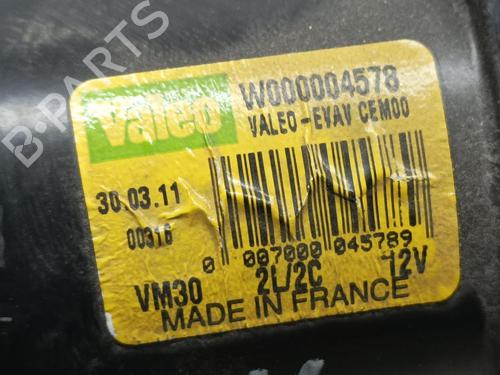 Valeo
W000004578
VALEO-EVAV CEM00
30.03.11
00316
0 007000 045789
VM30
2L/2C
12V
MADE IN FRANCE
B-PARTS